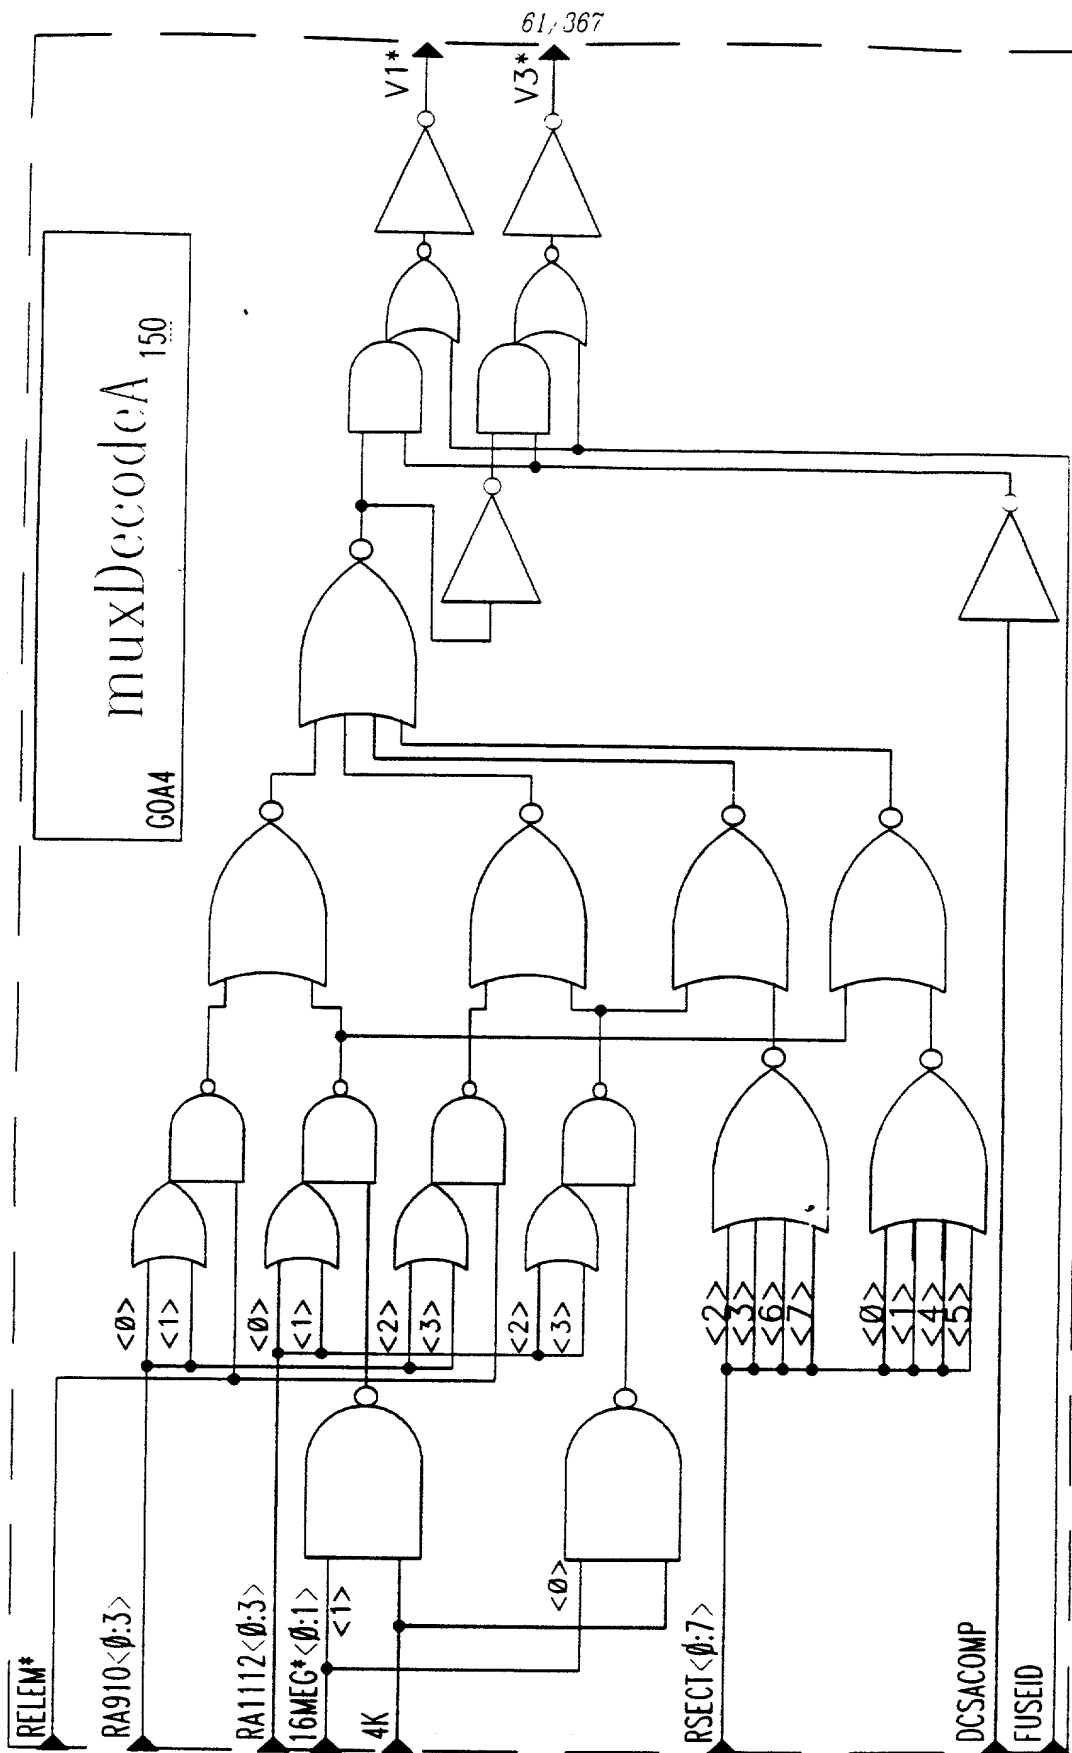 61/367
V1*
V3*
muxDecodeA 150
GOA4
<0>
<1>
<0>
<1>
<2>
<3>
<2>
<3>
<2>
<3>
<6>
<7>
<0>
<1>
<4>
<5>
<1>
<0>
RELEM*
RA910<0:3>
RA1112<0:3>
16MEG*<0:1>
4K
RSECT<0:7>
DCSACOMP
FUSEID